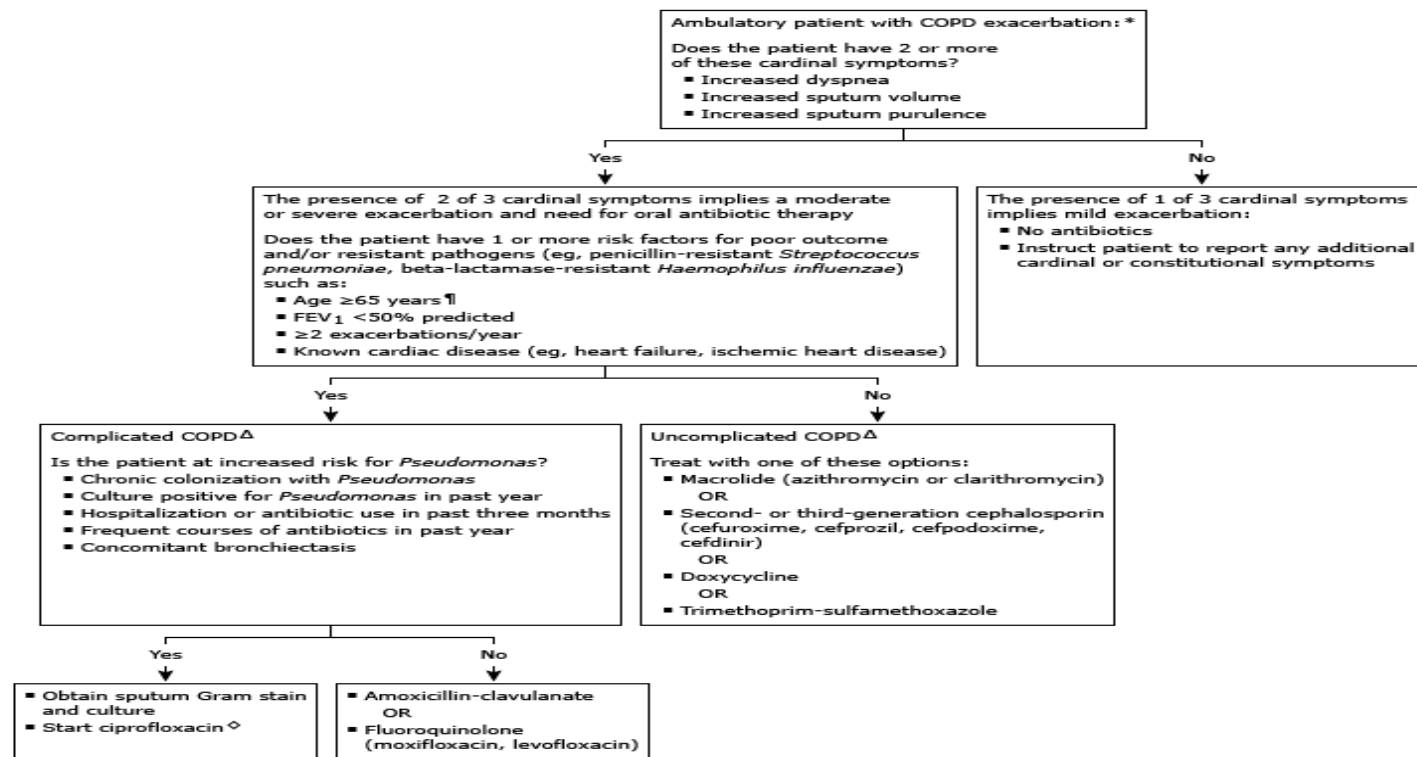 Ambulatory patient with COPD exacerbation:*
Does the patient have 2 or more
of these cardinal symptoms?
▪ Increased dyspnea
▪ Increased sputum volume
▪ Increased sputum purulence
Yes
No
The presence of 2 of 3 cardinal symptoms implies a moderate
or severe exacerbation and need for oral antibiotic therapy
Does the patient have 1 or more risk factors for poor outcome
and/or resistant pathogens (eg, penicillin-resistant Streptococcus
pneumoniae, beta-lactamase-resistant Haemophilus influenzae)
such as:
▪ Age ≥65 years¶
▪ FEV1 <50% predicted
▪ ≥2 exacerbations/year
▪ Known cardiac disease (eg, heart failure, ischemic heart disease)
The presence of 1 of 3 cardinal symptoms
implies mild exacerbation:
▪ No antibiotics
▪ Instruct patient to report any additional
cardinal or constitutional symptoms
Yes
No
Complicated COPDΔ
Is the patient at increased risk for Pseudomonas?
▪ Chronic colonization with Pseudomonas
▪ Culture positive for Pseudomonas in past year
▪ Hospitalization or antibiotic use in past three months
▪ Frequent courses of antibiotics in past year
▪ Concomitant bronchiectasis
Uncomplicated COPDΔ
Treat with one of these options:
▪ Macrolide (azithromycin or clarithromycin)
OR
▪ Second- or third-generation cephalosporin
(cefuroxime, cefprozil, cefpodoxime,
cefdinir)
OR
▪ Doxycycline
OR
▪ Trimethoprim-sulfamethoxazole
Yes
No
▪ Obtain sputum Gram stain
and culture
▪ Start ciprofloxacin◇
▪ Amoxicillin-clavulanate
OR
▪ Fluoroquinolone
(moxifloxacin, levofloxacin)